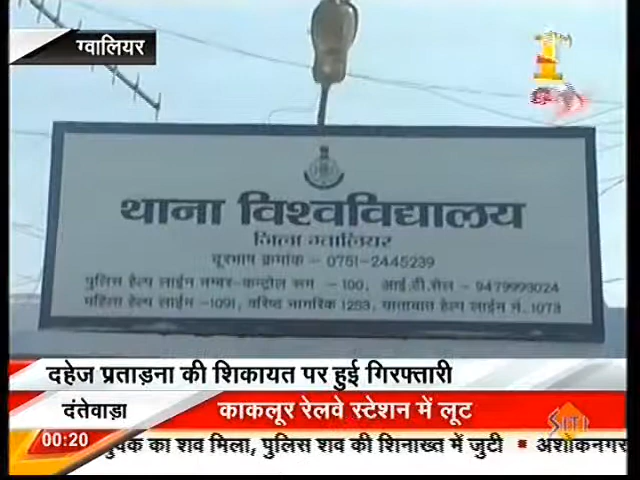 ग्वालियर
थाना विश्वविद्यालय
जिला ग्वालियर
दूरभाष क्रमांक - 0751-2445239
पुलिस हेल्प लाईन नम्बर-कन्ट्रोल रूम -100, आई.टी.सेल - 9479993024
महिला हेल्प लाईन -1091, वरिष्ठ नागरिक 1253, यातायात हेल्प लाईन नं. 1073
दहेज प्रताड़ना की शिकायत पर हुई गिरफ्तारी
दंतेवाड़ा
काकलूर रेलवे स्टेशन में लूट
00:20
का शव मिला, पुलिस शव की शिनाख्त में जुटी
अशोकनगर